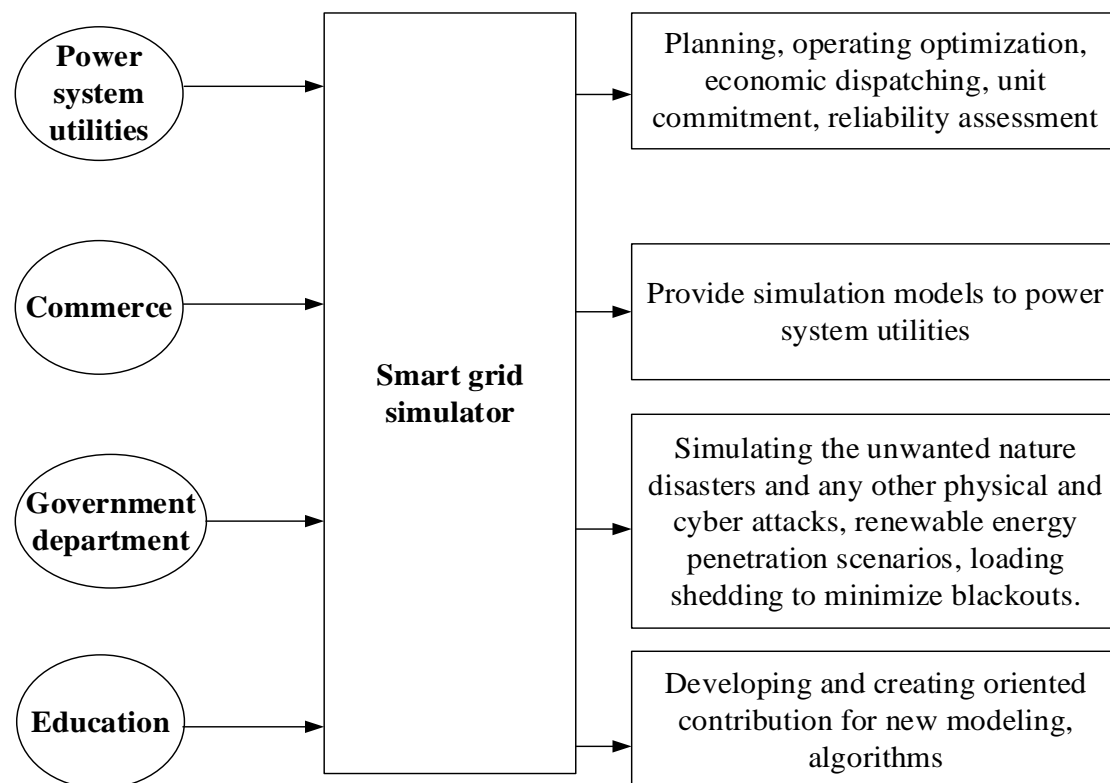 Power
system
utilities
Planning, operating optimization,
economic dispatching, unit
commitment, reliability assessment
Commerce
Provide simulation models to power
system utilities
Smart grid
simulator
Government
department
Simulating the unwanted nature
disasters and any other physical and
cyber attacks, renewable energy
penetration scenarios, loading
shedding to minimize blackouts.
Education
Developing and creating oriented
contribution for new modeling,
algorithms